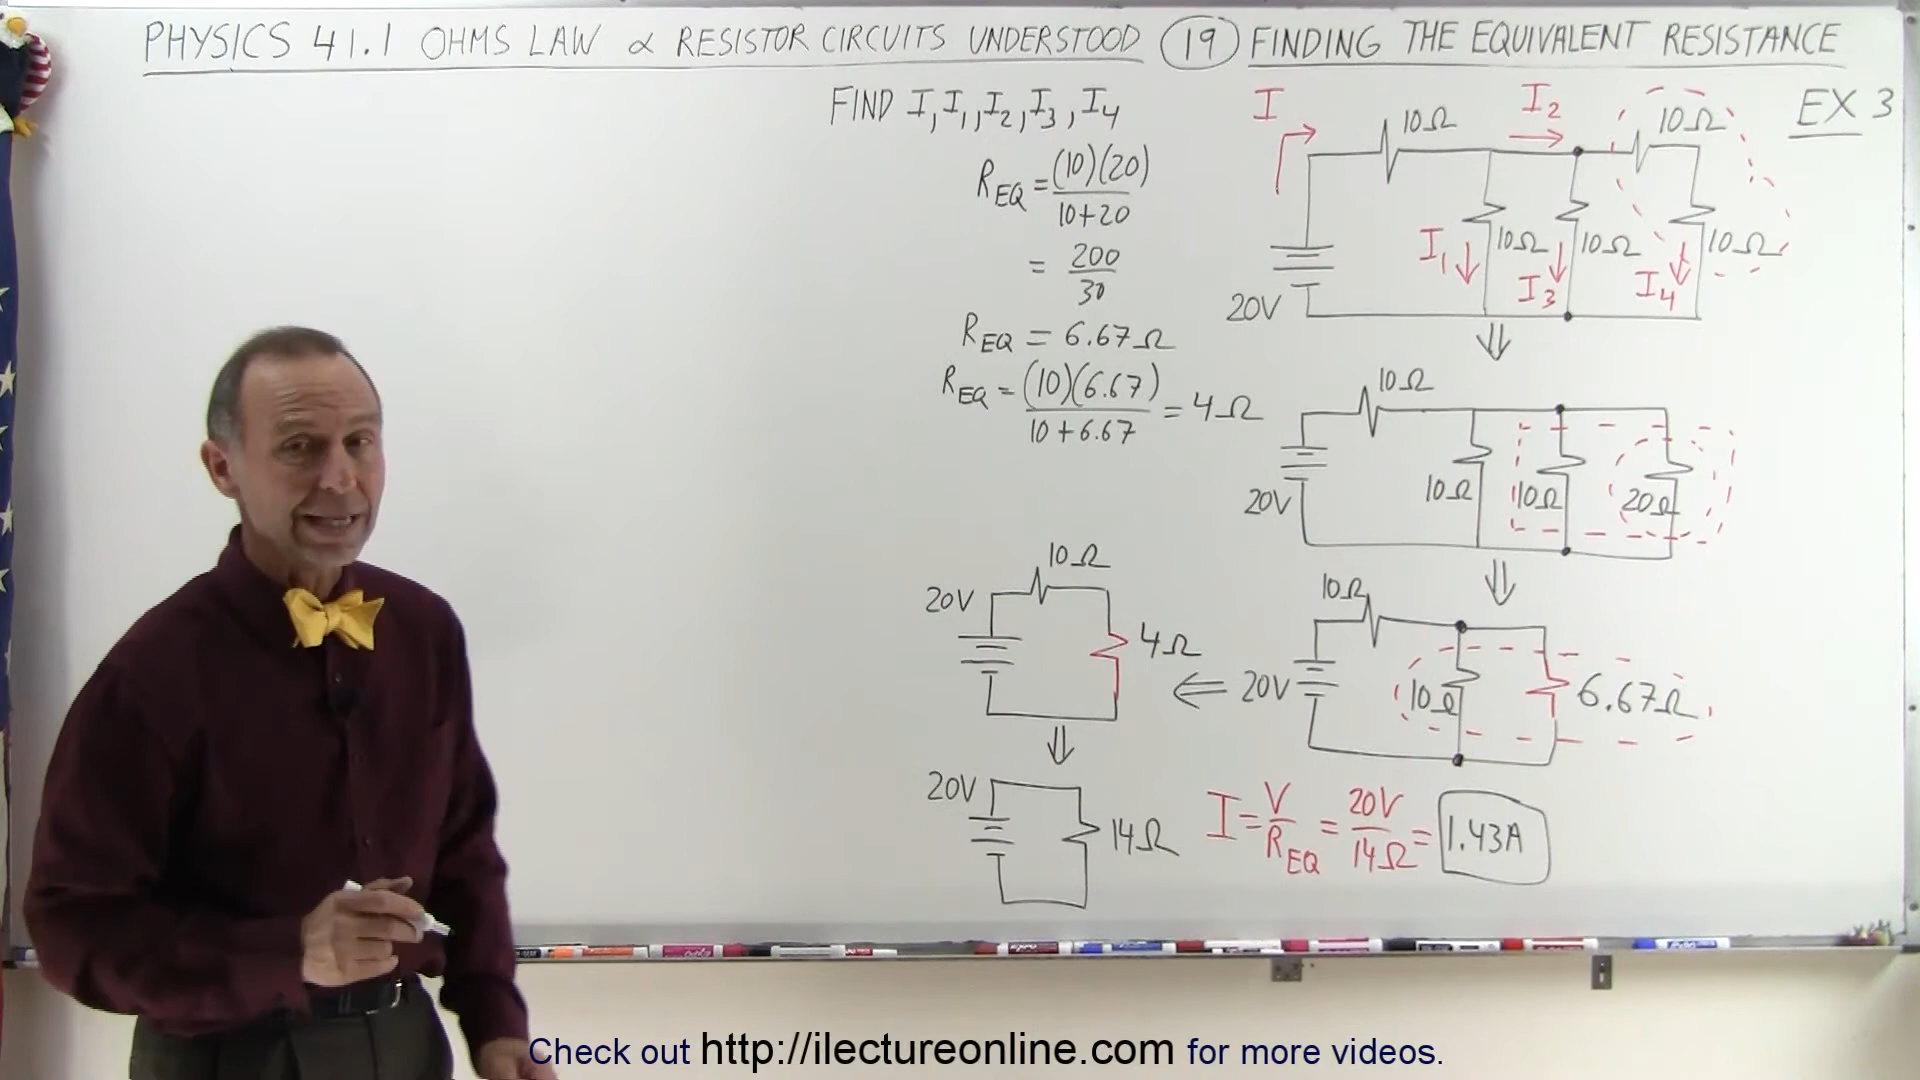 PHYSICS 41.1 OHMS LAW & RESISTOR CIRCUITS UNDERSTOOD 19 FINDING THE EQUIVALENT RESISTANCE
EX 3
FIND I, I1, I2, I3, I4
REQ = (10)(20)
10+20
= 200
30
REQ = 6.67Ω
REQ = (10)(6.67) = 4Ω
10 + 6.67
I
10Ω
I2
10Ω
I1
10Ω
I3
10Ω
I4
10Ω
20V
⇓
10Ω
20V
10Ω
10Ω
20Ω
⇓
10Ω
20V
10Ω
6.67Ω
⇐
10Ω
20V
4Ω
⇓
20V
14Ω
I = V = 20V = 1.43A
REQ 14Ω
Check out http://ilectureonline.com for more videos.